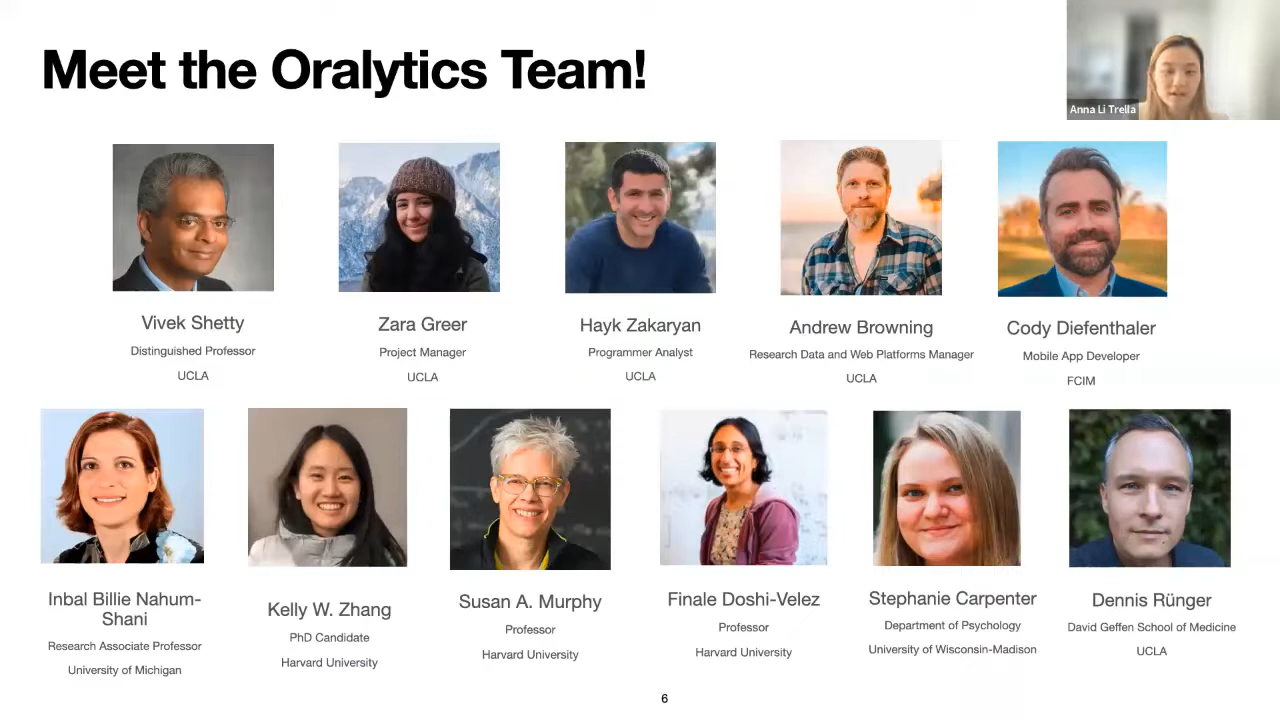 Meet the Oralytics Team!
Anna Li Trella
Vivek Shetty
Distinguished Professor
UCLA
Zara Greer
Project Manager
UCLA
Hayk Zakaryan
Programmer Analyst
UCLA
Andrew Browning
Research Data and Web Platforms Manager
UCLA
Cody Diefenthaler
Mobile App Developer
FCIM
Inbal Billie Nahum-
Shani
Research Associate Professor
University of Michigan
Kelly W. Zhang
PhD Candidate
Harvard University
Susan A. Murphy
Professor
Harvard University
Finale Doshi-Velez
Professor
Harvard University
Stephanie Carpenter
Department of Psychology
University of Wisconsin-Madison
Dennis Rünger
David Geffen School of Medicine
UCLA
6